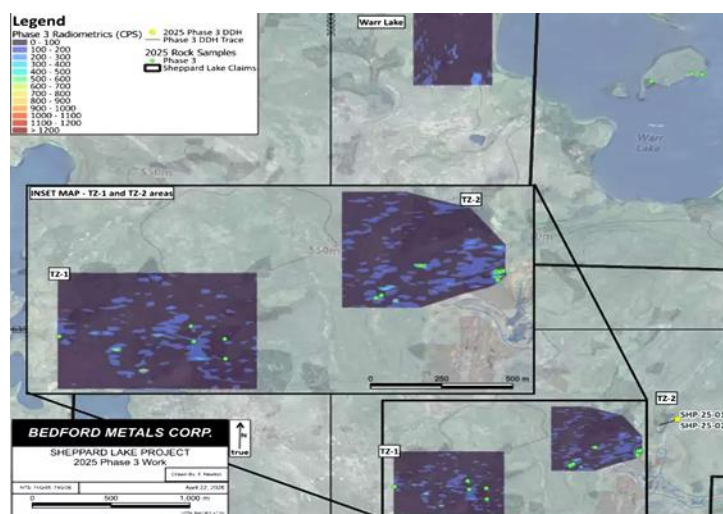 Legend
Phase 3 Radiometrics (CPS)
0 - 100
100 - 200
200 - 300
300 - 400
400 - 500
500 - 600
600 - 700
700 - 800
800 - 900
900 - 1000
1000 - 1100
1100 - 1200
> 1200
2025 Phase 3 DDH
Phase 3 DDH Trace
2025 Rock Samples
Phase 3
Sheppard Lake Claims
Warr Lake
Warr
Lake
INSET MAP - TZ-1 and TZ-2 areas
TZ-2
TZ-1
550m
0 250 500 m
TZ-2
SHP-25-01
SHP-25-02
TZ-1
BEDFORD METALS CORP.
SHEPPARD LAKE PROJECT
2025 Phase 3 Work
N
true
0 500 1,000 m